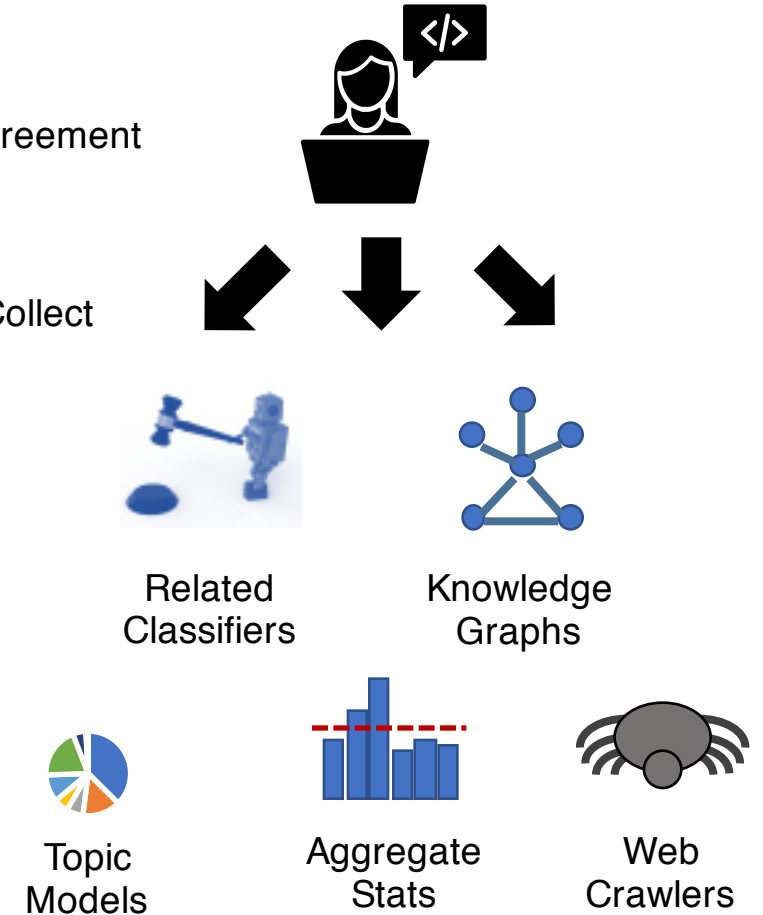 </>
reement
Collect
Related
Classifiers
Knowledge
Graphs
Topic
Models
Aggregate
Stats
Web
Crawlers